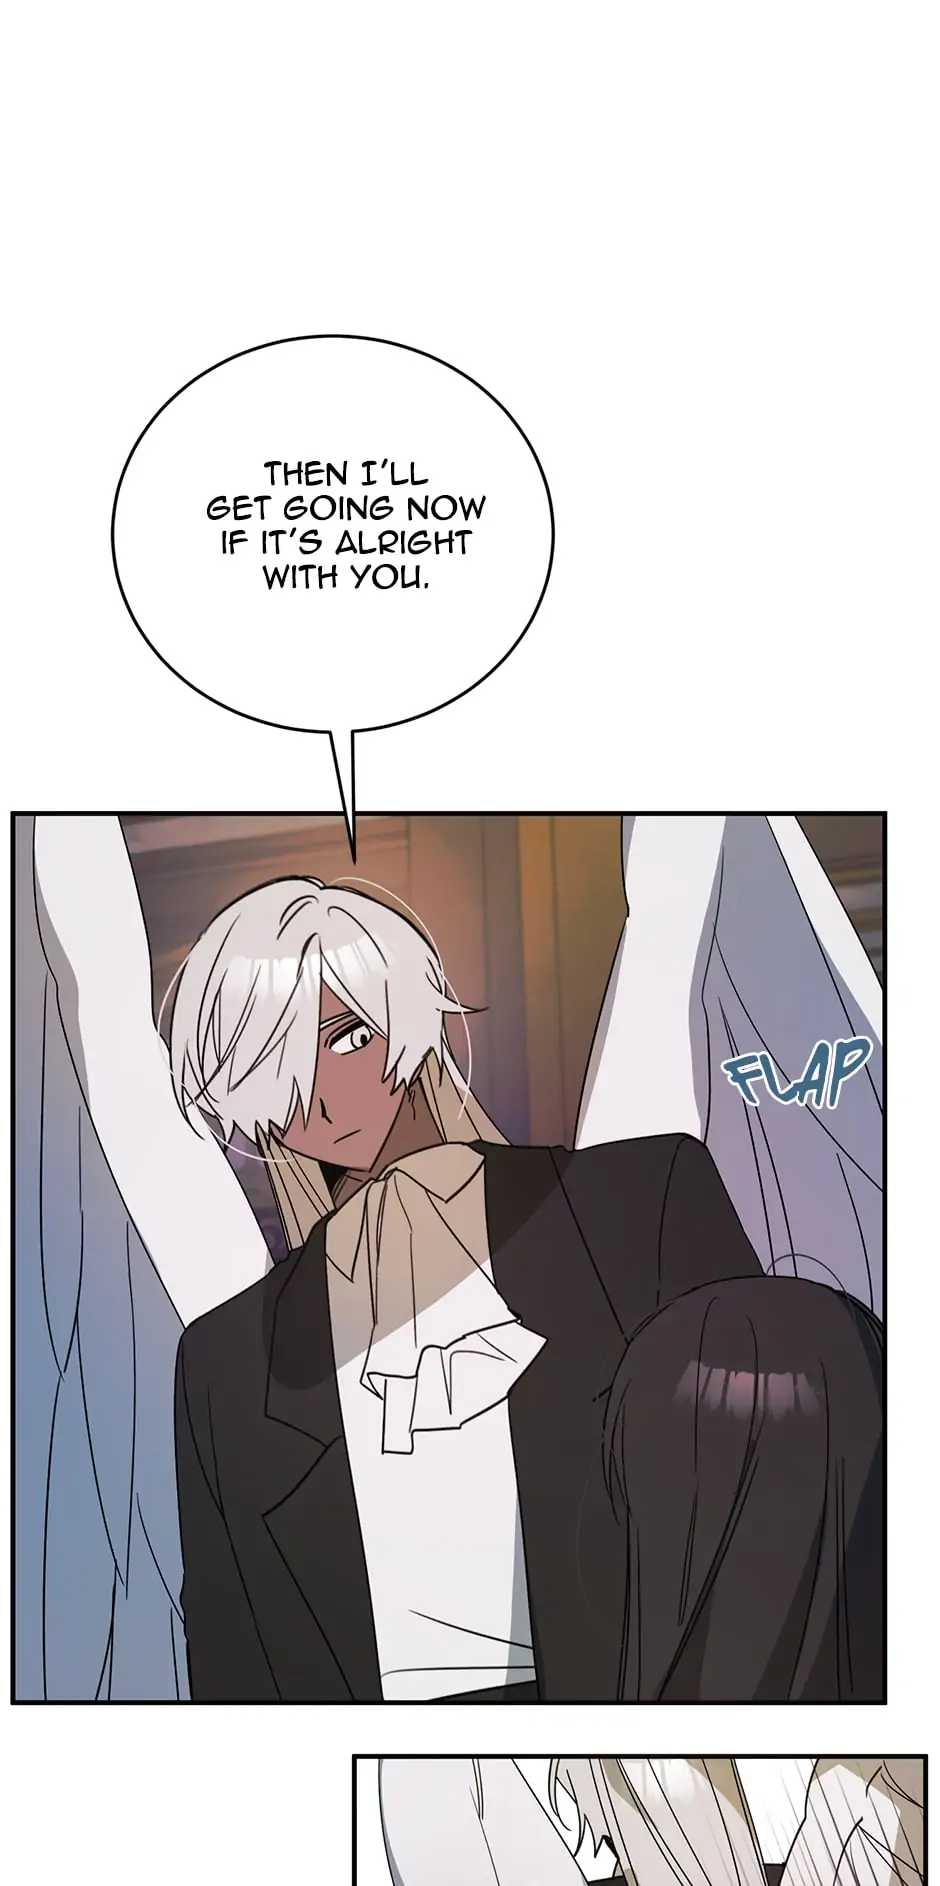 THEN I'LL
GET GOING NOW
IF IT'S ALRIGHT
WITH YOU.
FLAP